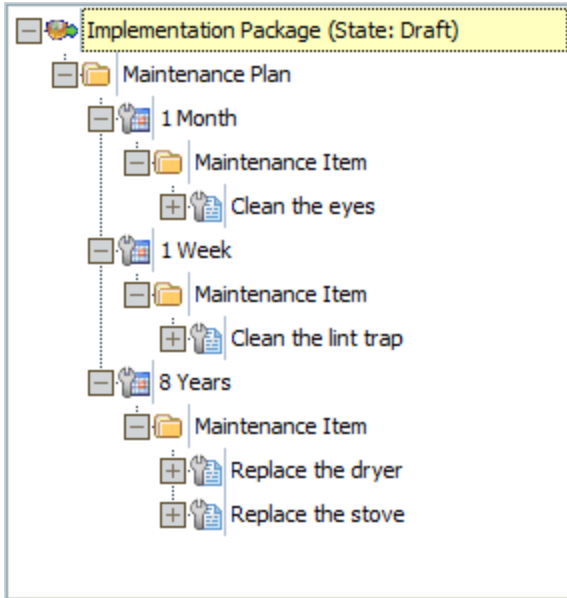 Implementation Package (State: Draft)
Maintenance Plan
1 Month
Maintenance Item
Clean the eyes
1 Week
Maintenance Item
Clean the lint trap
8 Years
Maintenance Item
Replace the dryer
Replace the stove